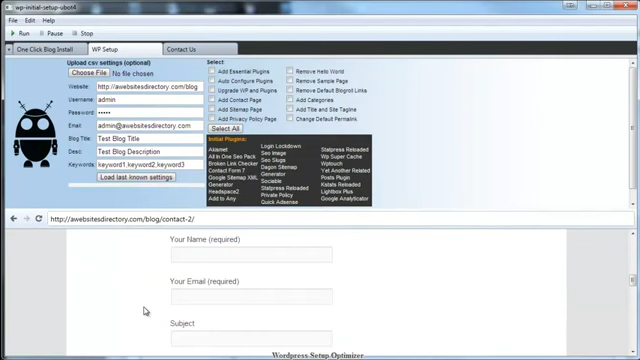 wp-initial-setup-ubot4
File Edit Help
Run Pause Stop
One Click Blog Install WP Setup Contact Us
Upload csv settings (optional)
Choose File No file chosen
Website: http://awebsitesdirectory.com/blog
Username: admin
Password: •••••
Email: admin@awebsitesdirectory.com
Blog Title: Test Blog Title
Desc: Test Blog Description
Keywords: keyword1,keyword2,keyword3
Load last known settings
Select:
Add Essential Plugins Remove Hello World
Auto Configure Plugins Remove Sample Page
Upgrade WP and Plugins Remove Default Blogroll Links
Add Contact Page Add Categories
Add Sitemap Page Add Title and Site Tagline
Add Privacy Policy Page Change Default Permalink
Select All
Initial Plugins:
Akismet
All In One Seo Pack
Broken Link Checker
Contact Form 7
Google Sitemap XML
Generator
Headspace2
Add to Any
Login Lockdown
Seo Image
Seo Slugs
Dagon Sitemap
Generator
Sociable
Statpress Reloaded
Private Policy
Quick Adsense
Statpress Reloaded
Wp Super Cache
Wptouch
Yet Another Related
Posts Plugin
Kstats Reloaded
Lightbox Plus
Google Analyticator
http://awebsitesdirectory.com/blog/contact-2/
Your Name (required)
Your Email (required)
Subject
Wordpress Setup Optimizer